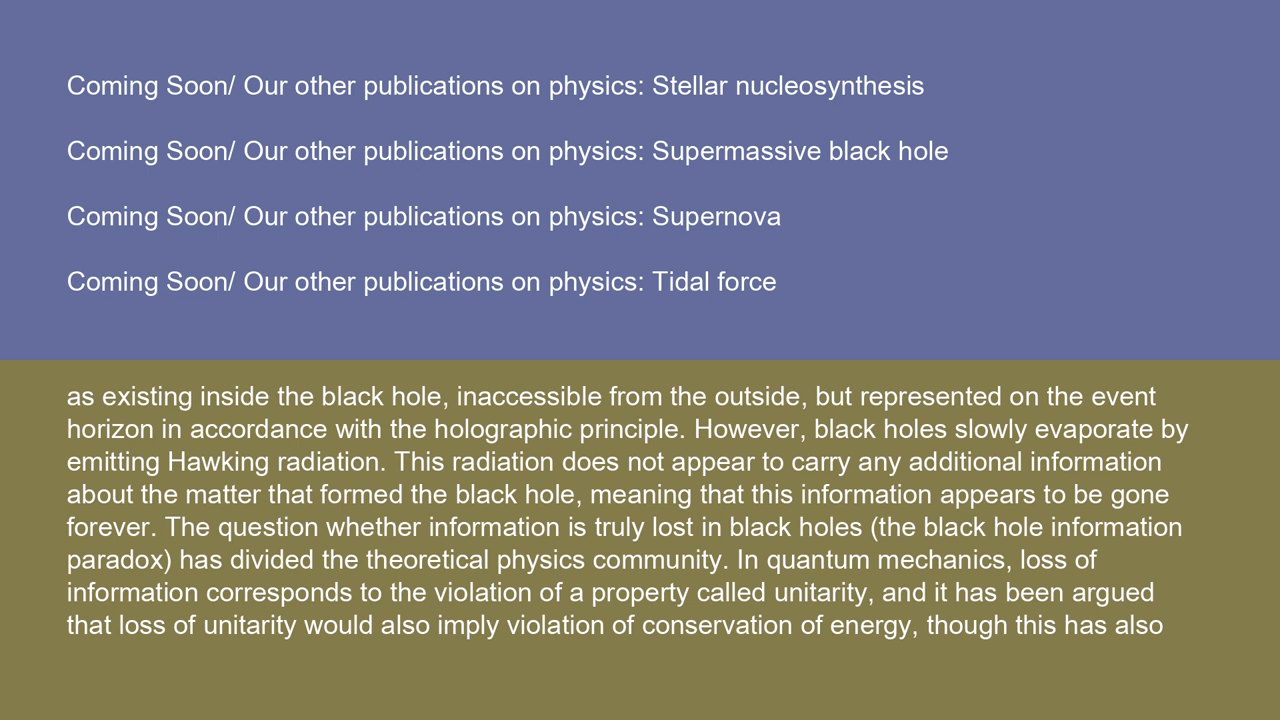 Coming Soon/ Our other publications on physics: Stellar nucleosynthesis
Coming Soon/ Our other publications on physics: Supermassive black hole
Coming Soon/ Our other publications on physics: Supernova
Coming Soon/ Our other publications on physics: Tidal force
as existing inside the black hole, inaccessible from the outside, but represented on the event
horizon in accordance with the holographic principle. However, black holes slowly evaporate by
emitting Hawking radiation. This radiation does not appear to carry any additional information
about the matter that formed the black hole, meaning that this information appears to be gone
forever. The question whether information is truly lost in black holes (the black hole information
paradox) has divided the theoretical physics community. In quantum mechanics, loss of
information corresponds to the violation of a property called unitarity, and it has been argued
that loss of unitarity would also imply violation of conservation of energy, though this has also